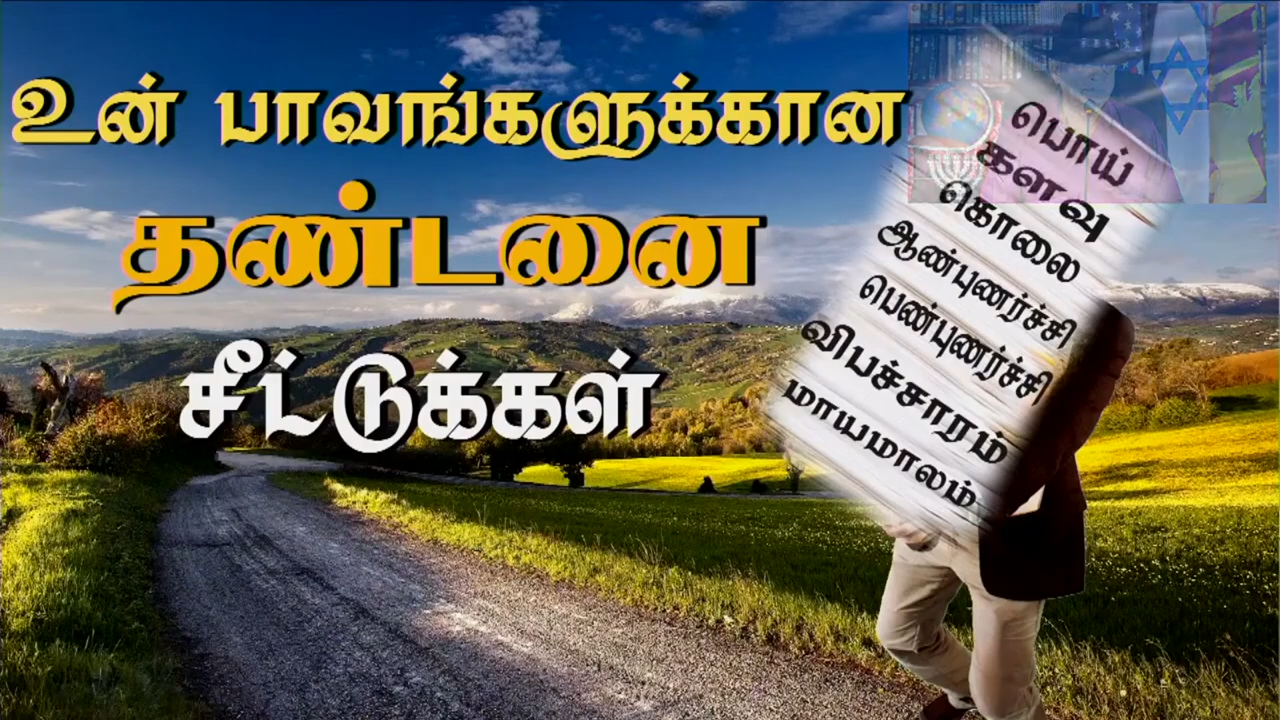 உன் பாவங்களுக்கான
தண்டனை
சீட்டுக்கள்
பொய்
களவு
கொலை
ஆண்புணர்ச்சி
பெண்புணர்ச்சி
விபச்சாரம்
மாயமாலம்